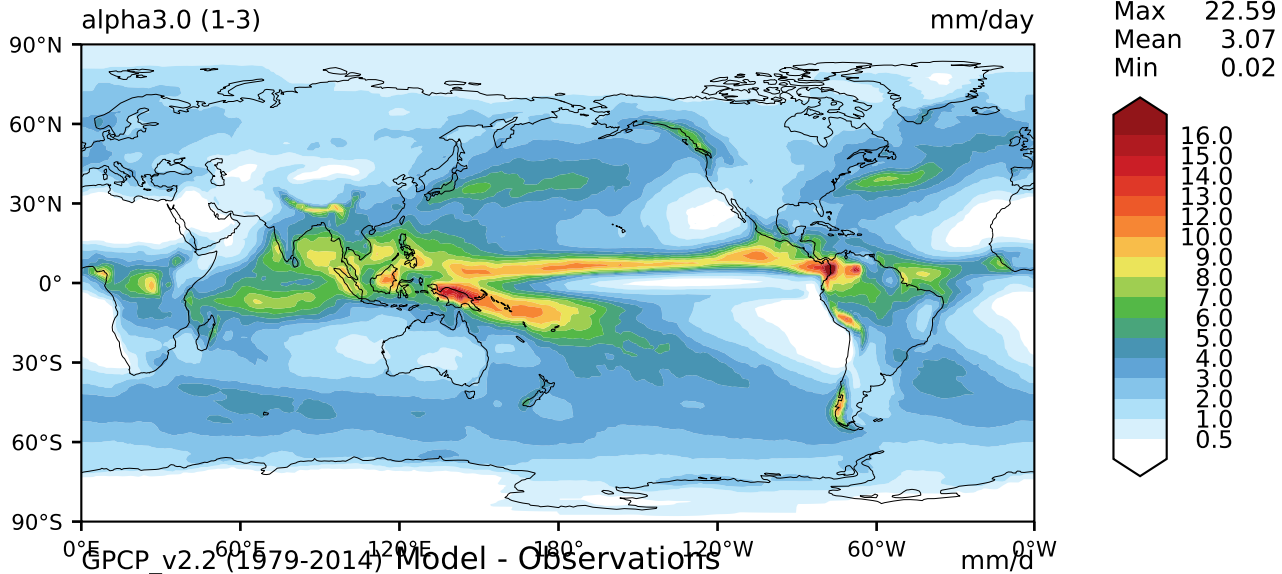 alpha3.0 (1-3) mm/day
Max 22.59
Mean 3.07
Min 0.02
90°N
60°N
30°N
0°
30°S
60°S
90°S
16.0
15.0
14.0
13.0
12.0
10.0
9.0
8.0
7.0
6.0
5.0
4.0
3.0
2.0
1.0
0.5
0°E 60°E 120°E 180° 120°W 60°W 0°W
GPCP_v2.2 (1979-2014) Model - Observations mm/d